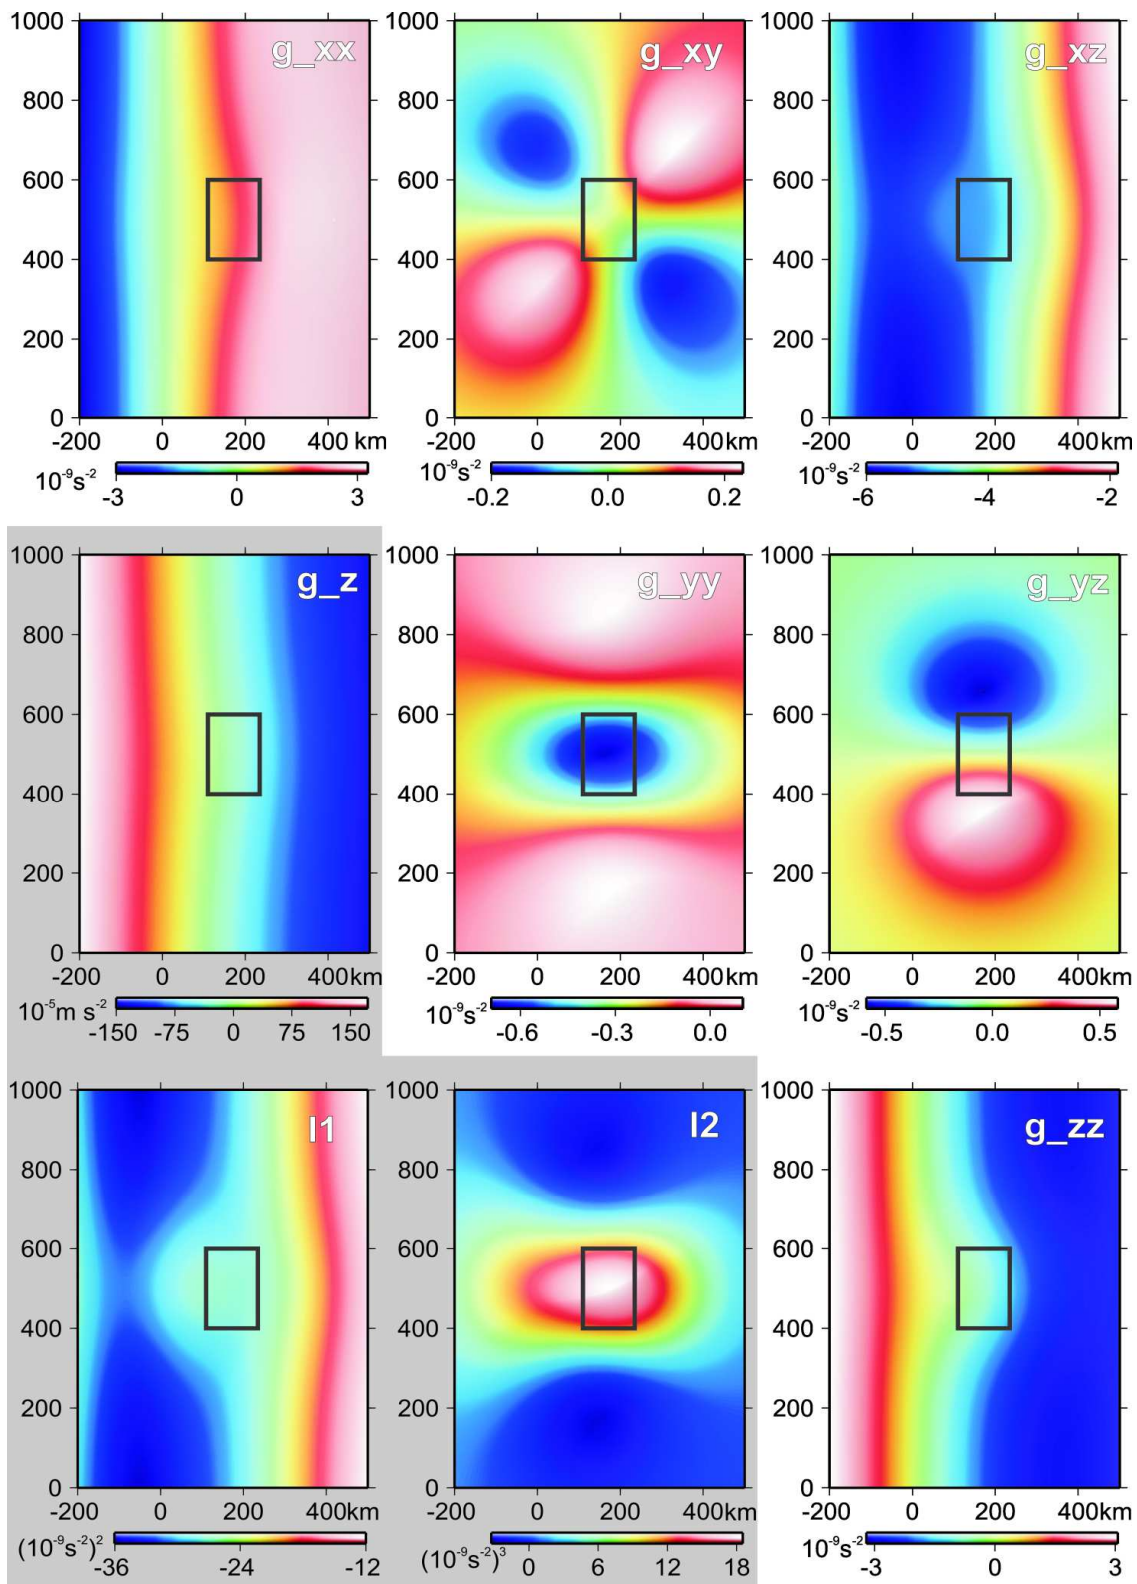 1000 800 600 400 200 0
g_xx
-200 0 200 400km
10⁻⁹s⁻²
-3 0 3
1000 800 600 400 200 0
g_xy
-200 0 200 400km
10⁻⁹s⁻²
-0.2 0.0 0.2
1000 800 600 400 200 0
g_xz
-200 0 200 400km
10⁻⁹s⁻²
-6 -4 -2
1000 800 600 400 200 0
g_z
-200 0 200 400km
10⁻⁵m s⁻²
-150 -75 0 75 150
1000 800 600 400 200 0
g_yy
-200 0 200 400km
10⁻⁹s⁻²
-0.6 -0.3 0.0
1000 800 600 400 200 0
g_yz
-200 0 200 400km
10⁻⁹s⁻²
-0.5 0.0 0.5
1000 800 600 400 200 0
I1
-200 0 200 400km
(10⁻⁹s⁻²)²
-36 -24 -12
1000 800 600 400 200 0
I2
-200 0 200 400km
(10⁻⁹s⁻²)³
0 6 12 18
1000 800 600 400 200 0
g_zz
-200 0 200 400km
10⁻⁹s⁻²
-3 0 3